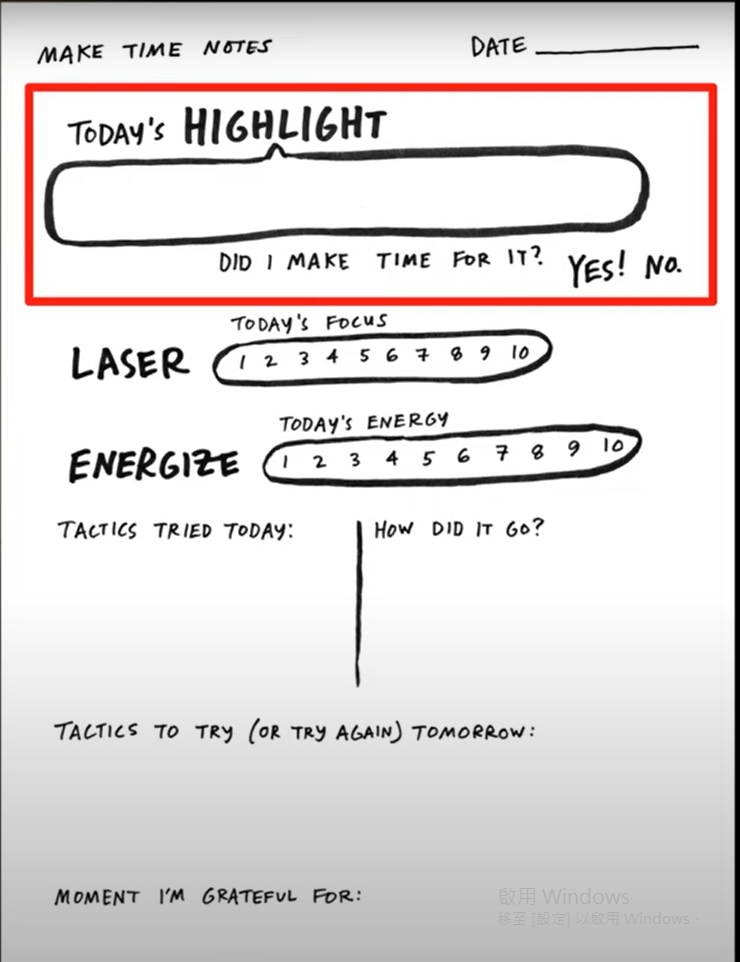 MAKE TIME NOTES DATE
TODAY'S HIGHLIGHT
DID I MAKE TIME FOR IT? YES! NO.
TODAY'S FOCUS
LASER 1 2 3 4 5 6 7 8 9 10
TODAY'S ENERGY
ENERGIZE 1 2 3 4 5 6 7 8 9 10
TACTICS TRIED TODAY: HOW DID IT GO?
TACTICS TO TRY (OR TRY AGAIN) TOMORROW:
MOMENT I'M GRATEFUL FOR:
啟用 Windows
移至 [設定] 以啟用 Windows。